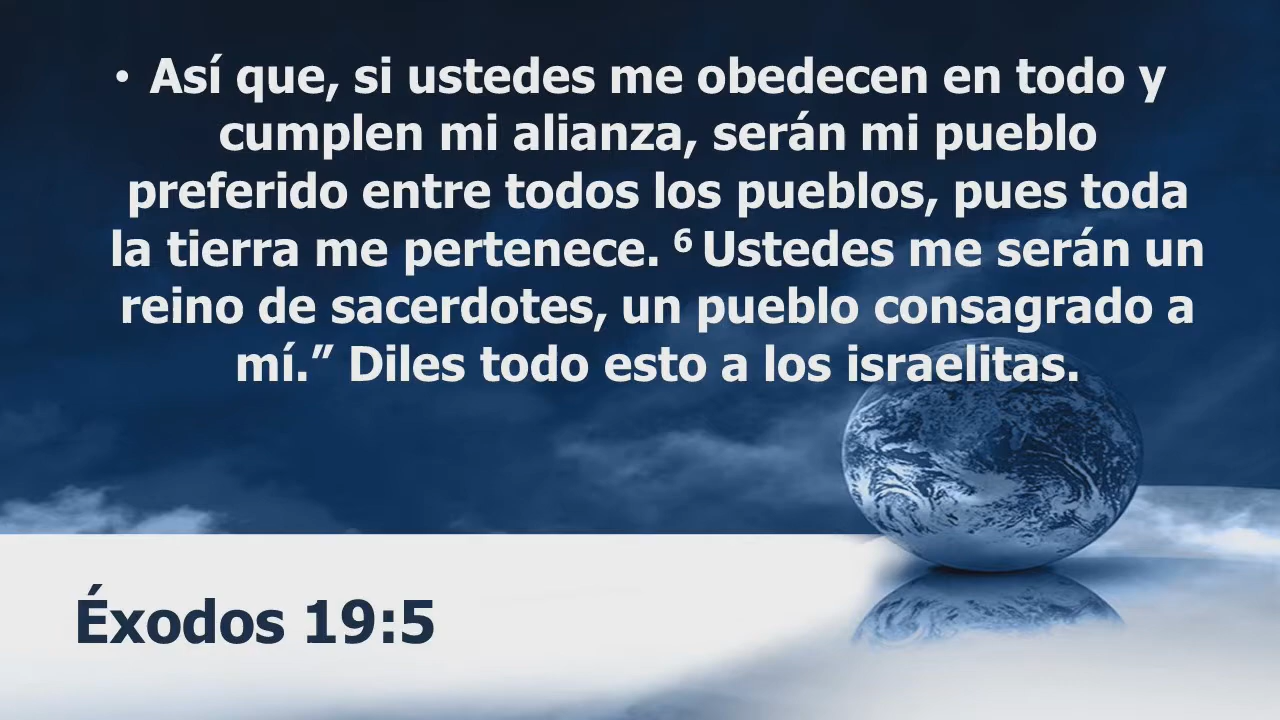 • Así que, si ustedes me obedecen en todo y
cumplen mi alianza, serán mi pueblo
preferido entre todos los pueblos, pues toda
la tierra me pertenece. ⁶ Ustedes me serán un
reino de sacerdotes, un pueblo consagrado a
mí.” Diles todo esto a los israelitas.
Éxodos 19:5